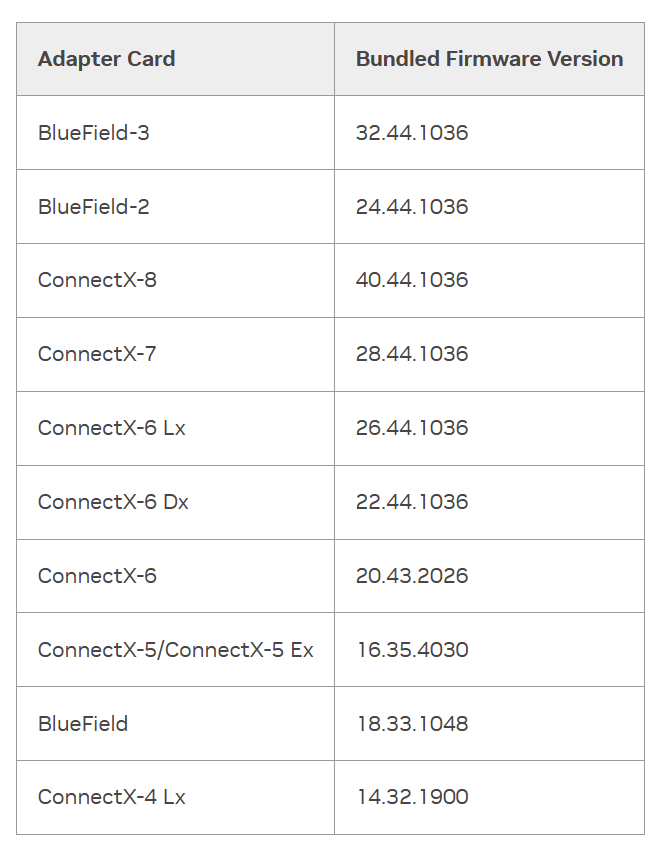 Adapter Card Bundled Firmware Version
BlueField-3 32.44.1036
BlueField-2 24.44.1036
ConnectX-8 40.44.1036
ConnectX-7 28.44.1036
ConnectX-6 Lx 26.44.1036
ConnectX-6 Dx 22.44.1036
ConnectX-6 20.43.2026
ConnectX-5/ConnectX-5 Ex 16.35.4030
BlueField 18.33.1048
ConnectX-4 Lx 14.32.1900